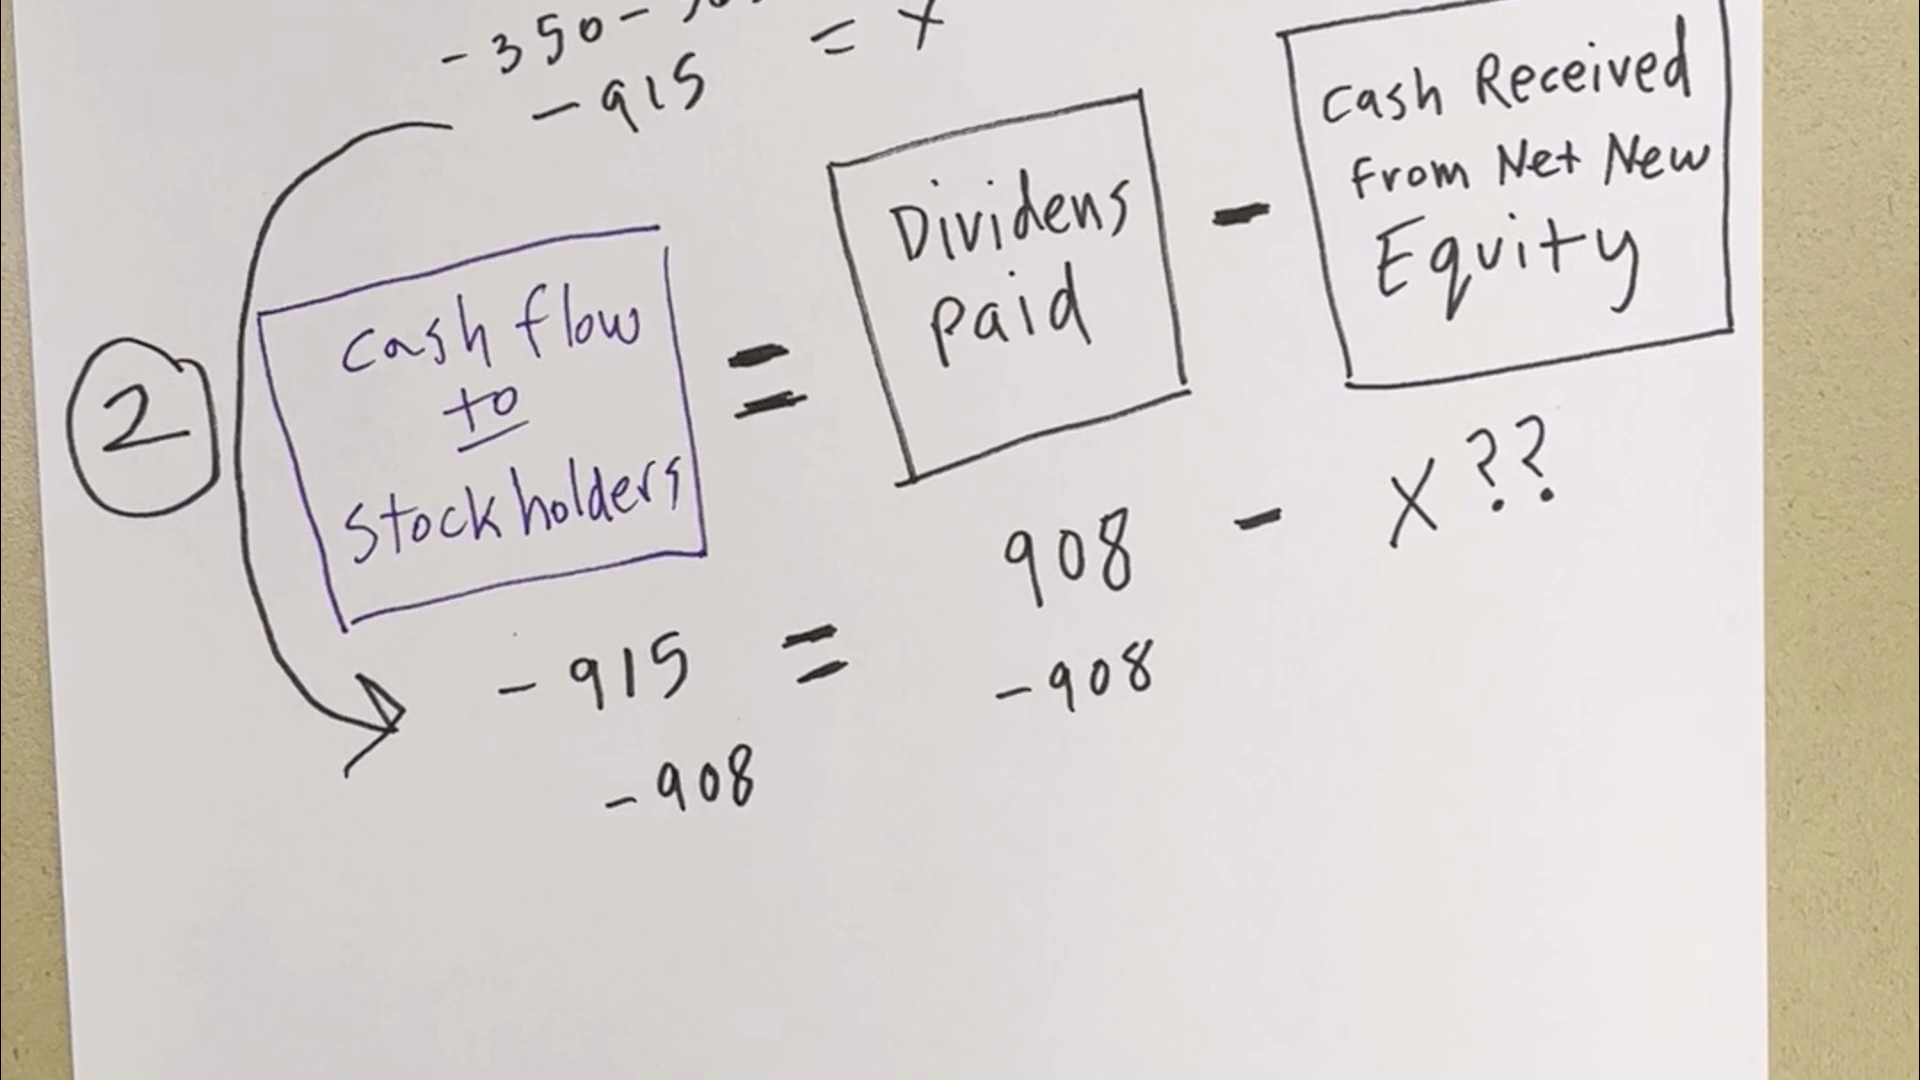 -350-
-915 = x
Cash Received
from Net New
Equity
Dividens
paid
-
2
cash flow
to
stockholders
=
908 - X??
-915 =
-908
-908